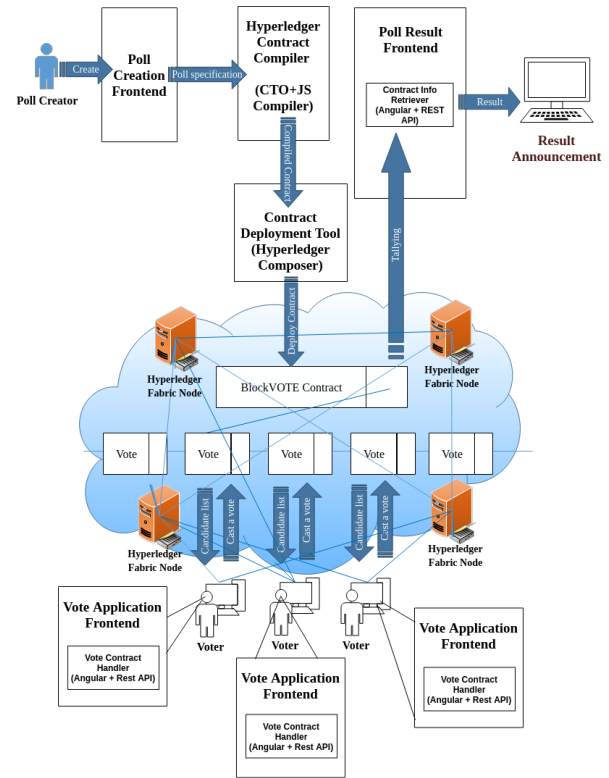 Poll Creator
Create
Poll
Creation
Frontend
Poll specification
Hyperledger
Contract
Compiler
(CTO+JS
Compiler)
Poll Result
Frontend
Contract Info
Retriever
(Angular + REST
API)
Result
Result
Announcement
Compiled Contract
Contract
Deployment Tool
(Hyperledger
Composer)
Tallying
Deploy Contract
Hyperledger
Fabric Node
Hyperledger
Fabric Node
BlockVOTE Contract
Vote
Vote
Vote
Vote
Vote
Hyperledger
Fabric Node
Candidate list
Cast a vote
Candidate list
Cast a vote
Candidate list
Cast a vote
Hyperledger
Fabric Node
Voter
Voter
Voter
Vote Application
Frontend
Vote Contract
Handler
(Angular + Rest API)
Vote Application
Frontend
Vote Contract
Handler
(Angular + Rest API)
Vote Application
Frontend
Vote Contract
Handler
(Angular + Rest API)